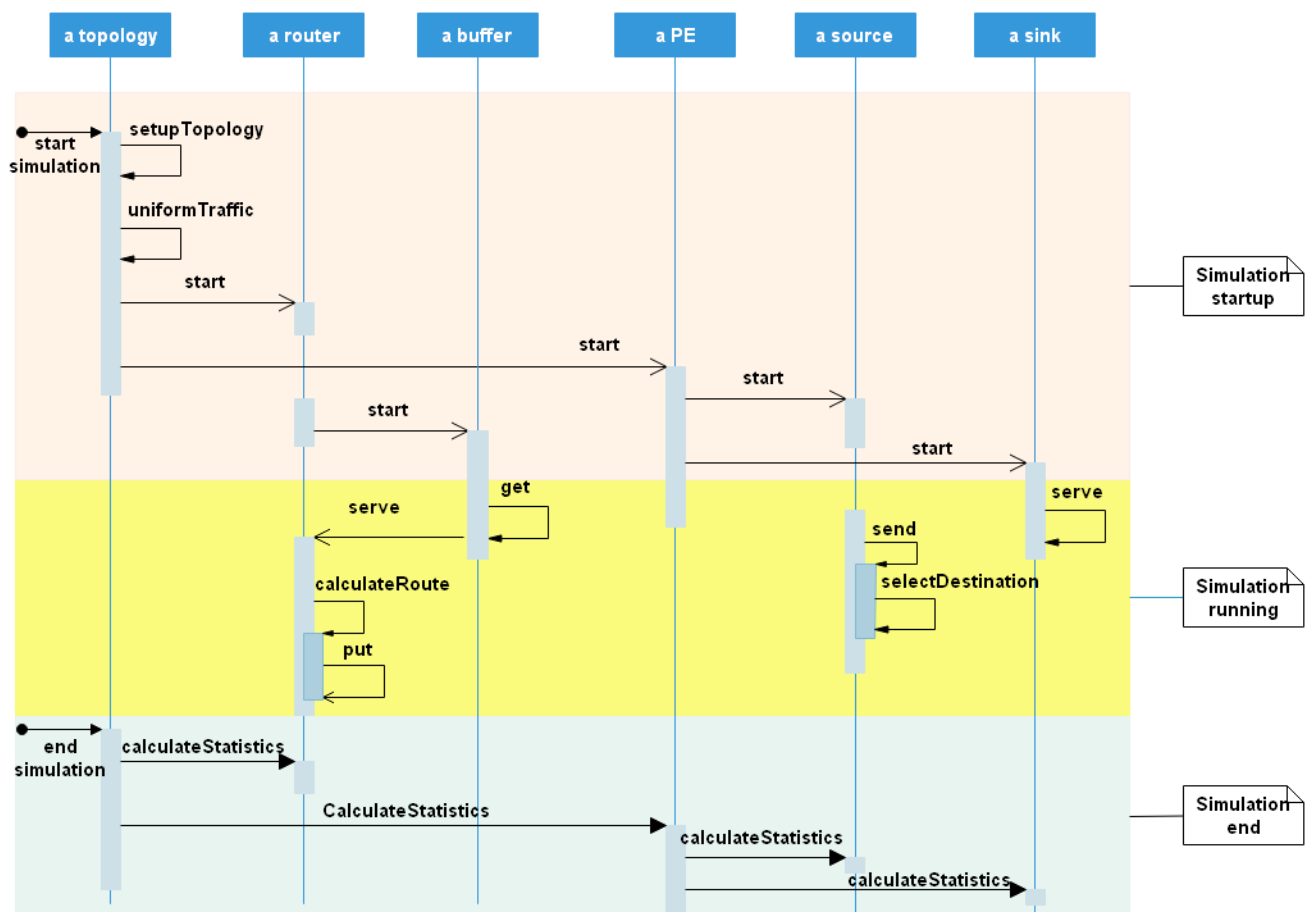 a topology
a router
a buffer
a PE
a source
a sink
start
simulation
setupTopology
uniformTraffic
start
Simulation
startup
start
start
start
start
get
serve
serve
send
calculateRoute
selectDestination
Simulation
running
put
end
simulation
calculateStatistics
CalculateStatistics
calculateStatistics
calculateStatistics
Simulation
end